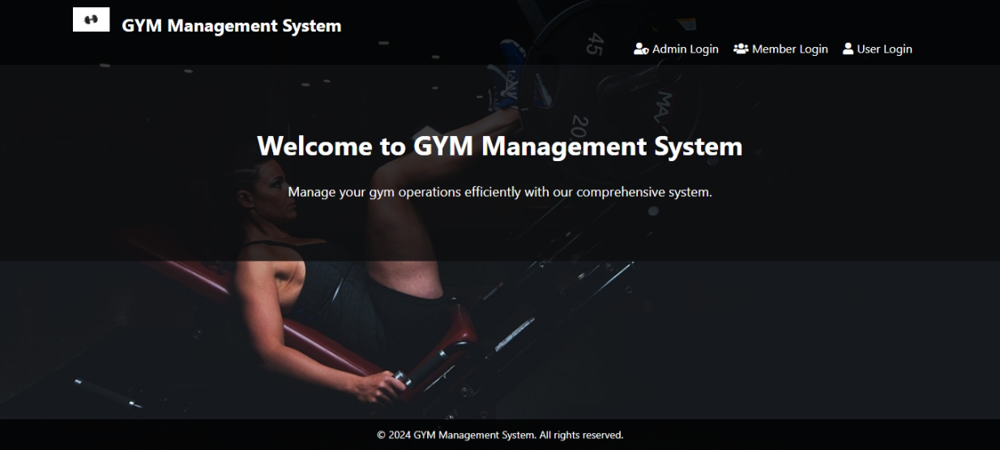 GYM Management System
Admin Login Member Login User Login
45
20
MA
Welcome to GYM Management System
Manage your gym operations efficiently with our comprehensive system.
© 2024 GYM Management System. All rights reserved.